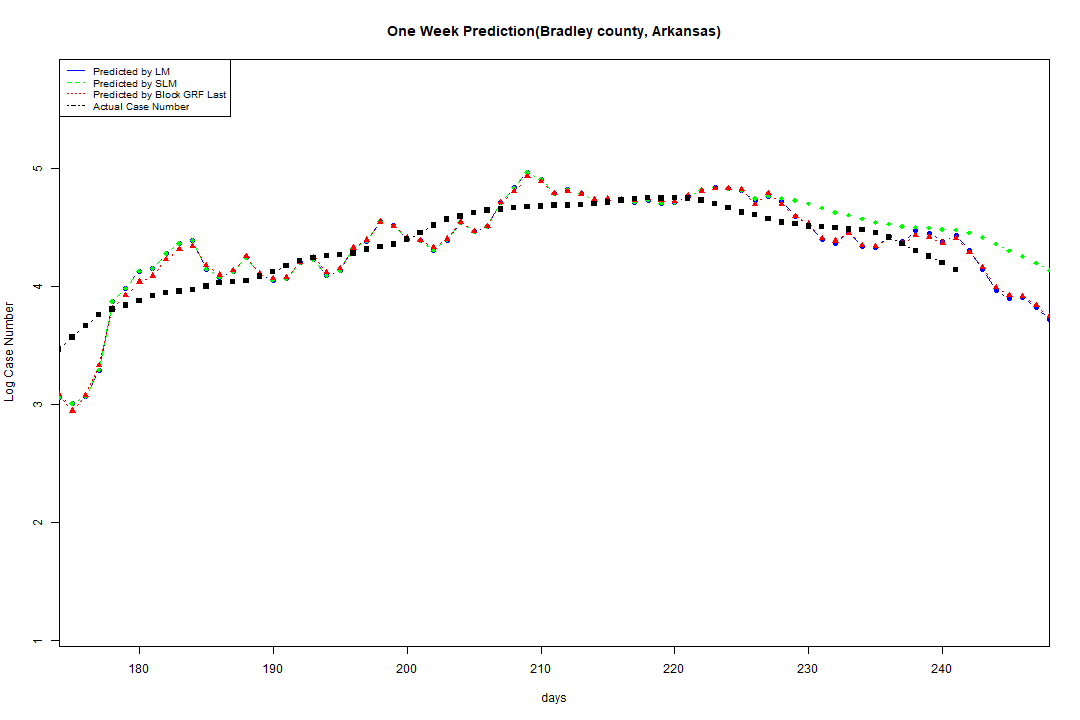 One Week Prediction(Bradley county, Arkansas)
Predicted by LM
Predicted by SLM
Predicted by Block GRF Last
Actual Case Number
5
4
3
2
1
Log Case Number
180 190 200 210 220 230 240
days